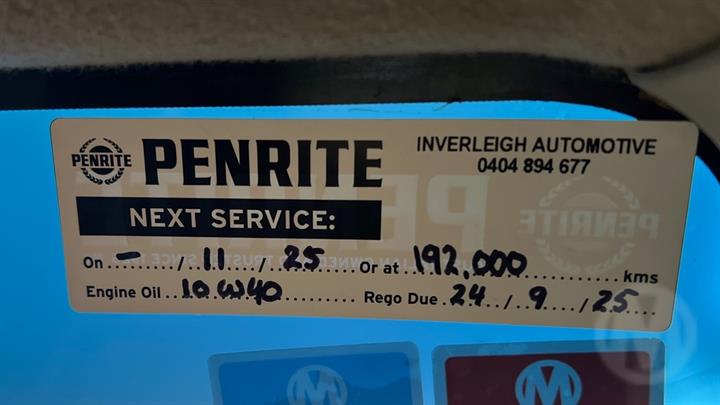 PENRITE PENRITE
INVERLEIGH AUTOMOTIVE
0404 894 677
NEXT SERVICE:
On - / 11 / 25 Or at 192,000 kms
Engine Oil 10W40 Rego Due 24 / 9 / 25